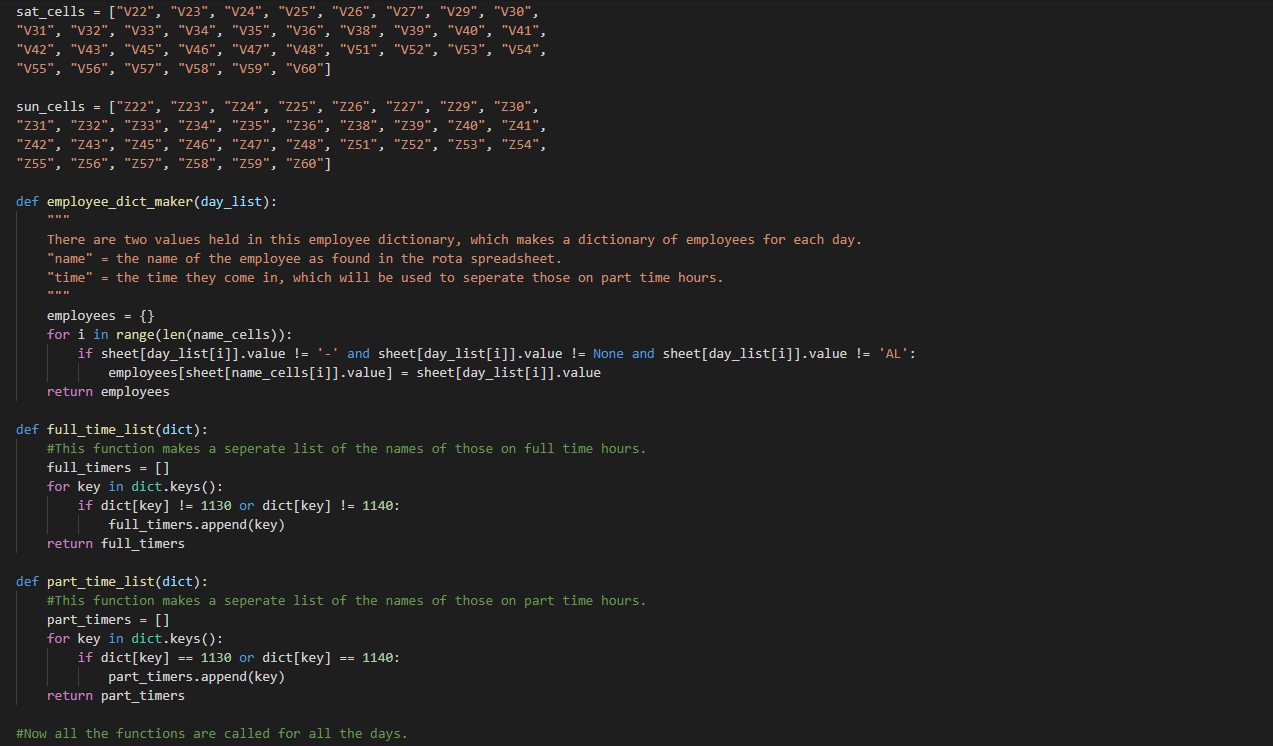 sat_cells = ["V22", "V23", "V24", "V25", "V26", "V27", "V29", "V30",
"V31", "V32", "V33", "V34", "V35", "V36", "V38", "V39", "V40", "V41",
"V42", "V43", "V45", "V46", "V47", "V48", "V51", "V52", "V53", "V54",
"V55", "V56", "V57", "V58", "V59", "V60"]
sun_cells = ["Z22", "Z23", "Z24", "Z25", "Z26", "Z27", "Z29", "Z30",
"Z31", "Z32", "Z33", "Z34", "Z35", "Z36", "Z38", "Z39", "Z40", "Z41",
"Z42", "Z43", "Z45", "Z46", "Z47", "Z48", "Z51", "Z52", "Z53", "Z54",
"Z55", "Z56", "Z57", "Z58", "Z59", "Z60"]
def employee_dict_maker(day_list):
    """
    There are two values held in this employee dictionary, which makes a dictionary of employees for each day.
    "name" = the name of the employee as found in the rota spreadsheet.
    "time" = the time they come in, which will be used to seperate those on part time hours.
    """
    employees = {}
    for i in range(len(name_cells)):
        if sheet[day_list[i]].value != '-' and sheet[day_list[i]].value != None and sheet[day_list[i]].value != 'AL':
            employees[sheet[name_cells[i]].value] = sheet[day_list[i]].value
    return employees
def full_time_list(dict):
    #This function makes a seperate list of the names of those on full time hours.
    full_timers = []
    for key in dict.keys():
        if dict[key] != 1130 or dict[key] != 1140:
            full_timers.append(key)
    return full_timers
def part_time_list(dict):
    #This function makes a seperate list of the names of those on part time hours.
    part_timers = []
    for key in dict.keys():
        if dict[key] == 1130 or dict[key] == 1140:
            part_timers.append(key)
    return part_timers
#Now all the functions are called for all the days.